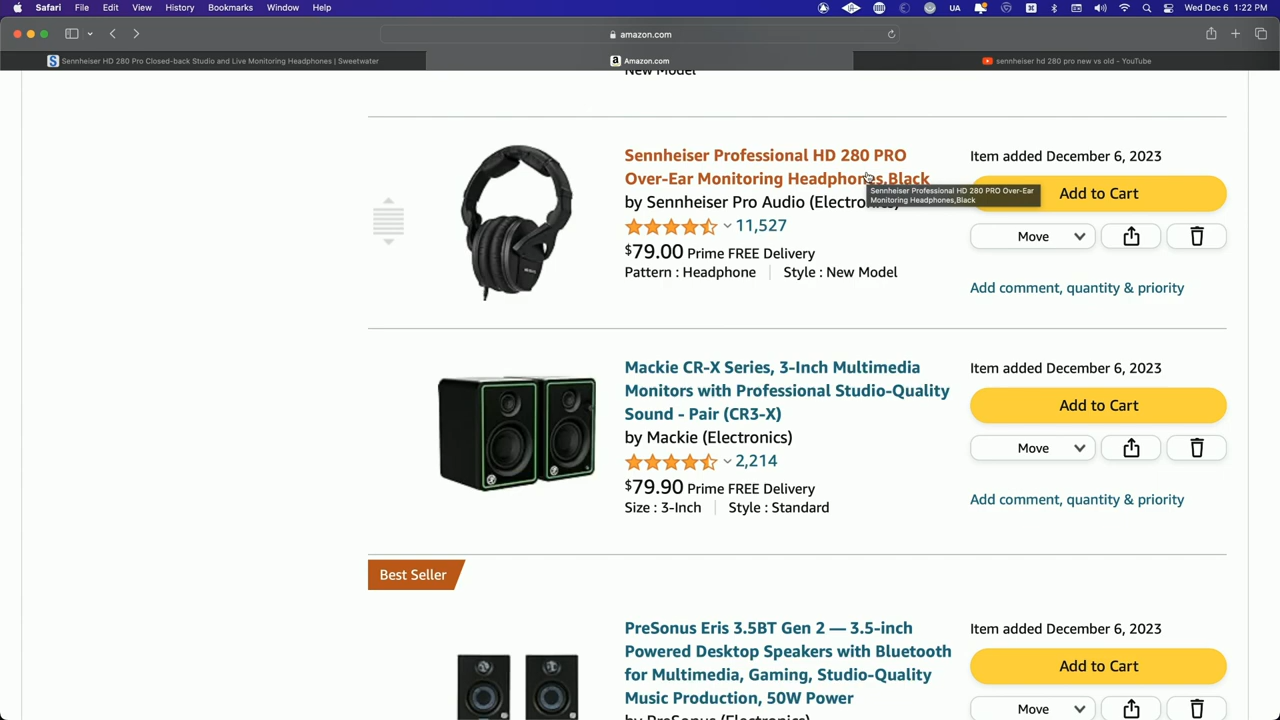 Safari File Edit View History Bookmarks Window Help
UA
Wed Dec 6 1:22 PM
amazon.com
Sennheiser HD 280 Pro Closed-back Studio and Live Monitoring Headphones | Sweetwater
Amazon.com
sennheiser hd 280 pro new vs old - YouTube
New Model
Sennheiser Professional HD 280 PRO
Over-Ear Monitoring Headphones,Black
by Sennheiser Pro Audio (Electronics)
11,527
$79.00 Prime FREE Delivery
Pattern : Headphone Style : New Model
Item added December 6, 2023
Sennheiser Professional HD 280 PRO Over-Ear
Monitoring Headphones,Black
Add to Cart
Move
Add comment, quantity & priority
Mackie CR-X Series, 3-Inch Multimedia
Monitors with Professional Studio-Quality
Sound - Pair (CR3-X)
by Mackie (Electronics)
2,214
$79.90 Prime FREE Delivery
Size : 3-Inch Style : Standard
Item added December 6, 2023
Add to Cart
Move
Add comment, quantity & priority
Best Seller
PreSonus Eris 3.5BT Gen 2 — 3.5-inch
Powered Desktop Speakers with Bluetooth
for Multimedia, Gaming, Studio-Quality
Music Production, 50W Power
by PreSonus (Electronics)
Item added December 6, 2023
Add to Cart
Move